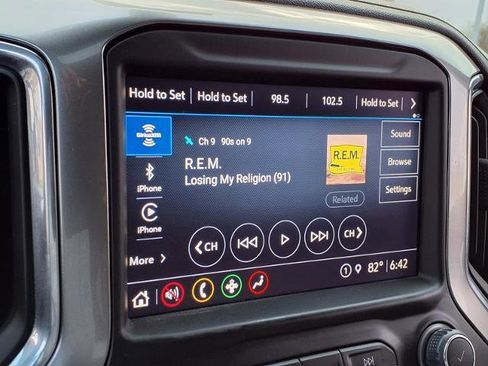 Hold to Set Hold to Set 98.5 102.5 Hold to Set
SiriusXM
Ch 9 90s on 9
R.E.M.
Losing My Religion (91)
R.E.M.
Related
Sound
Browse
Settings
iPhone
iPhone
More
CH
CH
1 82° 6:42